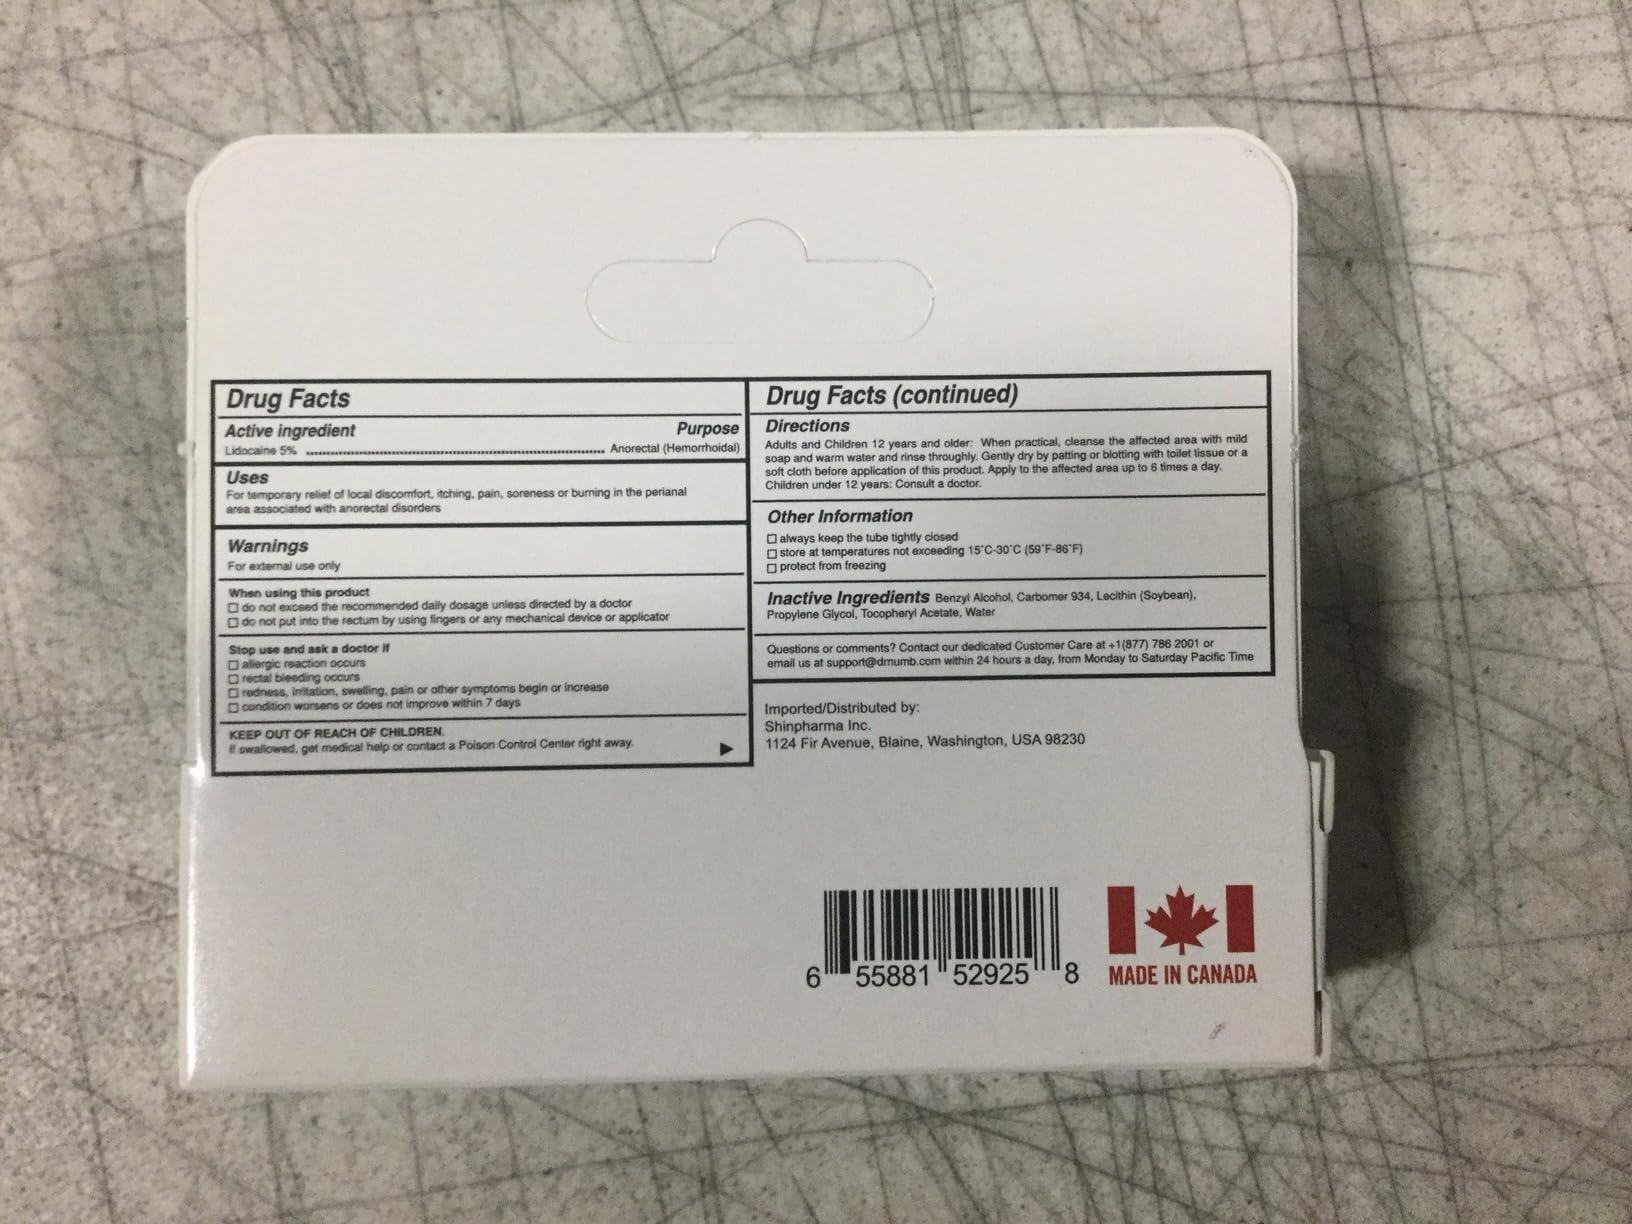 Drug Facts
Active ingredient Purpose
Lidocaine 5% ........................................ Anorectal (Hemorrhoidal)
Uses
For temporary relief of local discomfort, itching, pain, soreness or burning in the perianal
area associated with anorectal disorders
Warnings
For external use only
When using this product
☐ do not exceed the recommended daily dosage unless directed by a doctor
☐ do not put into the rectum by using fingers or any mechanical device or applicator
Stop use and ask a doctor if
☐ allergic reaction occurs
☐ rectal bleeding occurs
☐ redness, irritation, swelling, pain or other symptoms begin or increase
☐ condition worsens or does not improve within 7 days
KEEP OUT OF REACH OF CHILDREN.
If swallowed, get medical help or contact a Poison Control Center right away.
Drug Facts (continued)
Directions
Adults and Children 12 years and older: When practical, cleanse the affected area with mild
soap and warm water and rinse throughly. Gently dry by patting or blotting with toilet tissue or a
soft cloth before application of this product. Apply to the affected area up to 6 times a day.
Children under 12 years: Consult a doctor.
Other Information
☐ always keep the tube tightly closed
☐ store at temperatures not exceeding 15°C-30°C (59°F-86°F)
☐ protect from freezing
Inactive Ingredients Benzyl Alcohol, Carbomer 934, Lecithin (Soybean),
Propylene Glycol, Tocopheryl Acetate, Water
Questions or comments? Contact our dedicated Customer Care at +1(877) 786 2001 or
email us at support@drnumb.com within 24 hours a day, from Monday to Saturday Pacific Time
Imported/Distributed by:
Shinpharma Inc.
1124 Fir Avenue, Blaine, Washington, USA 98230
6 55881 52925 8
MADE IN CANADA